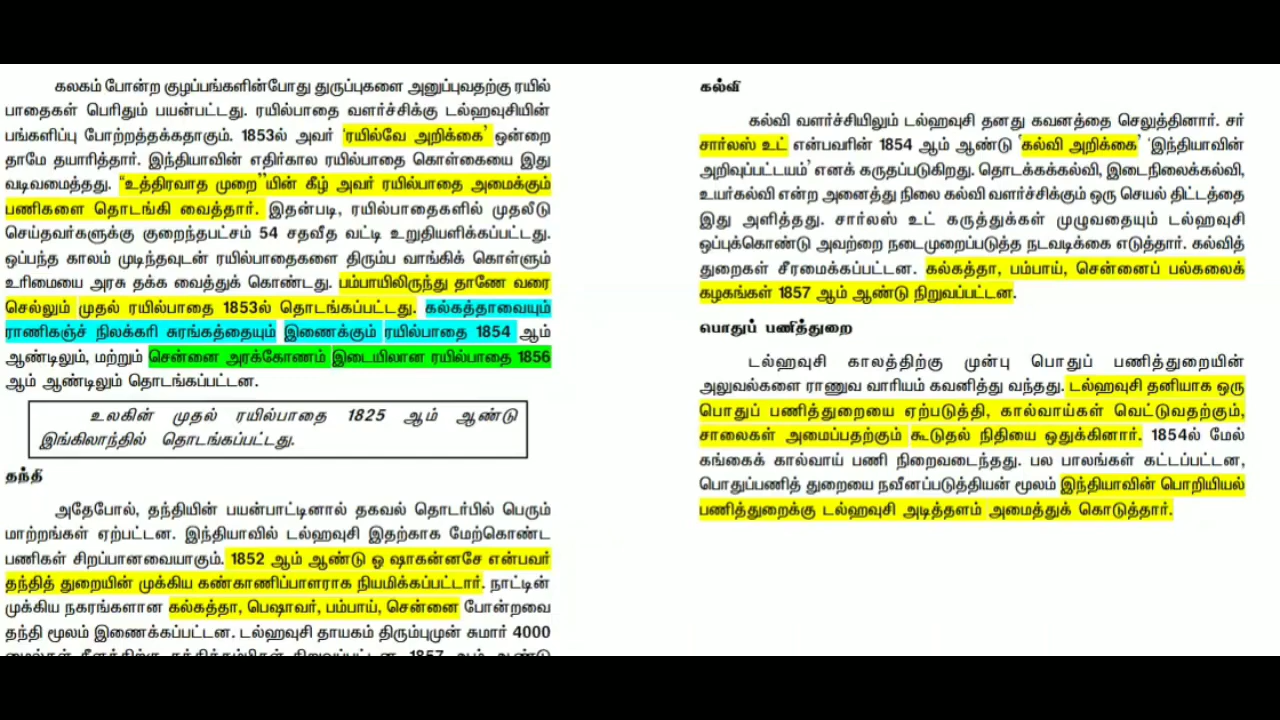 கலகம் போன்ற குழப்பங்களின்போது துருப்புகளை அனுப்புவதற்கு ரயில்
பாதைகள் பெரிதும் பயன்பட்டது. ரயில்பாதை வளர்ச்சிக்கு டல்ஹவுசியின்
பங்களிப்பு போற்றத்தக்கதாகும். 1853ல் அவர் 'ரயில்வே அறிக்கை' ஒன்றை
தாமே தயாரித்தார். இந்தியாவின் எதிர்கால ரயில்பாதை கொள்கையை இது
வடிவமைத்தது. "உத்திரவாத முறை"யின் கீழ் அவர் ரயில்பாதை அமைக்கும்
பணிகளை தொடங்கி வைத்தார். இதன்படி, ரயில்பாதைகளில் முதலீடு
செய்தவர்களுக்கு குறைந்தபட்சம் 54 சதவீத வட்டி உறுதியளிக்கப்பட்டது.
ஒப்பந்த காலம் முடிந்தவுடன் ரயில்பாதைகளை திரும்ப வாங்கிக் கொள்ளும்
உரிமையை அரசு தக்க வைத்துக் கொண்டது. பம்பாயிலிருந்து தாணே வரை
செல்லும் முதல் ரயில்பாதை 1853ல் தொடங்கப்பட்டது. கல்கத்தாவையும்
ராணிகஞ்ச் நிலக்கரி சுரங்கத்தையும் இணைக்கும் ரயில்பாதை 1854 ஆம்
ஆண்டிலும், மற்றும் சென்னை அரக்கோணம் இடையிலான ரயில்பாதை 1856
ஆம் ஆண்டிலும் தொடங்கப்பட்டன.
உலகின் முதல் ரயில்பாதை 1825 ஆம் ஆண்டு
இங்கிலாந்தில் தொடங்கப்பட்டது.
தந்தி
அதேபோல், தந்தியின் பயன்பாட்டினால் தகவல் தொடர்பில் பெரும்
மாற்றங்கள் ஏற்பட்டன. இந்தியாவில் டல்ஹவுசி இதற்காக மேற்கொண்ட
பணிகள் சிறப்பானவையாகும். 1852 ஆம் ஆண்டு ஓ ஷாகன்னசே என்பவர்
தந்தித் துறையின் முக்கிய கண்காணிப்பாளராக நியமிக்கப்பட்டார். நாட்டின்
முக்கிய நகரங்களான கல்கத்தா, பெஷாவர், பம்பாய், சென்னை போன்றவை
தந்தி மூலம் இணைக்கப்பட்டன. டல்ஹவுசி தாயகம் திரும்புமுன் சுமார் 4000
கல்வி
கல்வி வளர்ச்சியிலும் டல்ஹவுசி தனது கவனத்தை செலுத்தினார். சர்
சார்லஸ் உட் என்பவரின் 1854 ஆம் ஆண்டு 'கல்வி அறிக்கை' 'இந்தியாவின்
அறிவுப்பட்டயம்' எனக் கருதப்படுகிறது. தொடக்கக்கல்வி, இடைநிலைக்கல்வி,
உயர்கல்வி என்ற அனைத்து நிலை கல்வி வளர்ச்சிக்கும் ஒரு செயல் திட்டத்தை
இது அளித்தது. சார்லஸ் உட் கருத்துக்கள் முழுவதையும் டல்ஹவுசி
ஒப்புக்கொண்டு அவற்றை நடைமுறைப்படுத்த நடவடிக்கை எடுத்தார். கல்வித்
துறைகள் சீரமைக்கப்பட்டன. கல்கத்தா, பம்பாய், சென்னைப் பல்கலைக்
கழகங்கள் 1857 ஆம் ஆண்டு நிறுவப்பட்டன.
பொதுப் பணித்துறை
டல்ஹவுசி காலத்திற்கு முன்பு பொதுப் பணித்துறையின்
அலுவல்களை ராணுவ வாரியம் கவனித்து வந்தது. டல்ஹவுசி தனியாக ஒரு
பொதுப் பணித்துறையை ஏற்படுத்தி, கால்வாய்கள் வெட்டுவதற்கும்,
சாலைகள் அமைப்பதற்கும் கூடுதல் நிதியை ஒதுக்கினார். 1854ல் மேல்
கங்கைக் கால்வாய் பணி நிறைவடைந்தது. பல பாலங்கள் கட்டப்பட்டன,
பொதுப்பணித் துறையை நவீனப்படுத்தியன் மூலம் இந்தியாவின் பொறியியல்
பணித்துறைக்கு டல்ஹவுசி அடித்தளம் அமைத்துக் கொடுத்தார்.